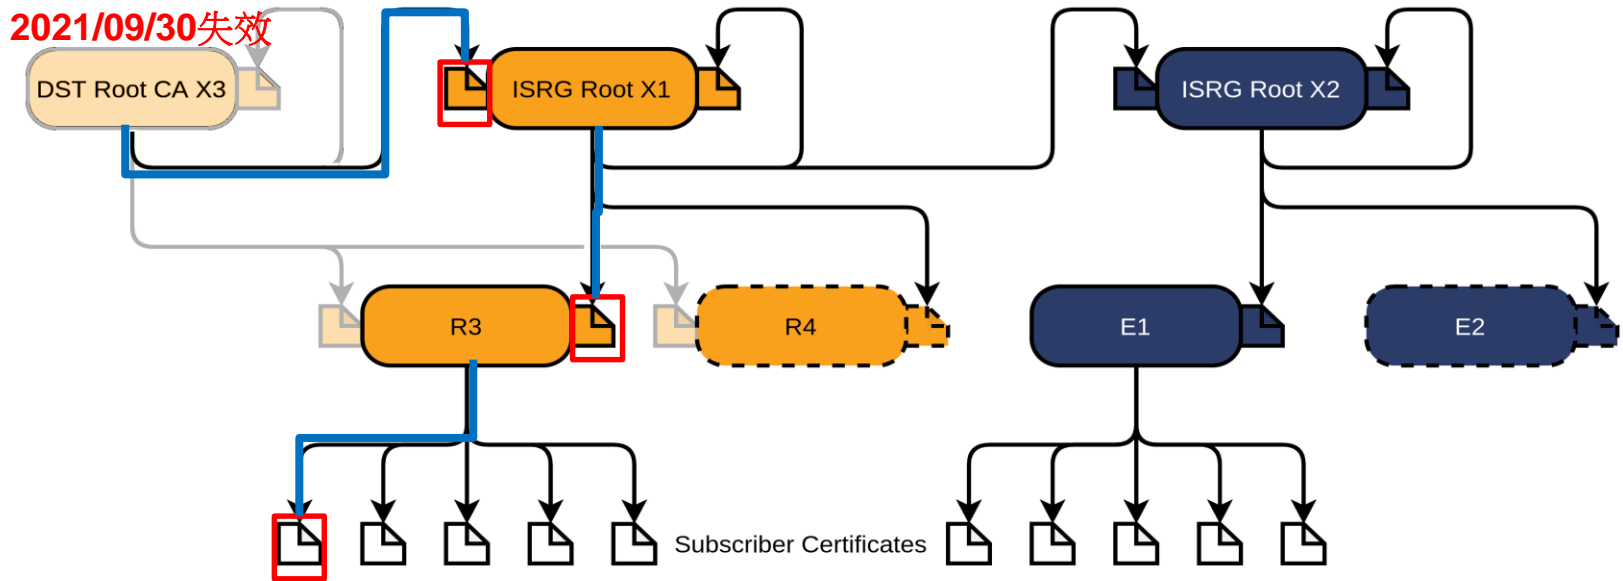 2021/09/30失效
DST Root CA X3
ISRG Root X1
ISRG Root X2
R3
R4
E1
E2
Subscriber Certificates